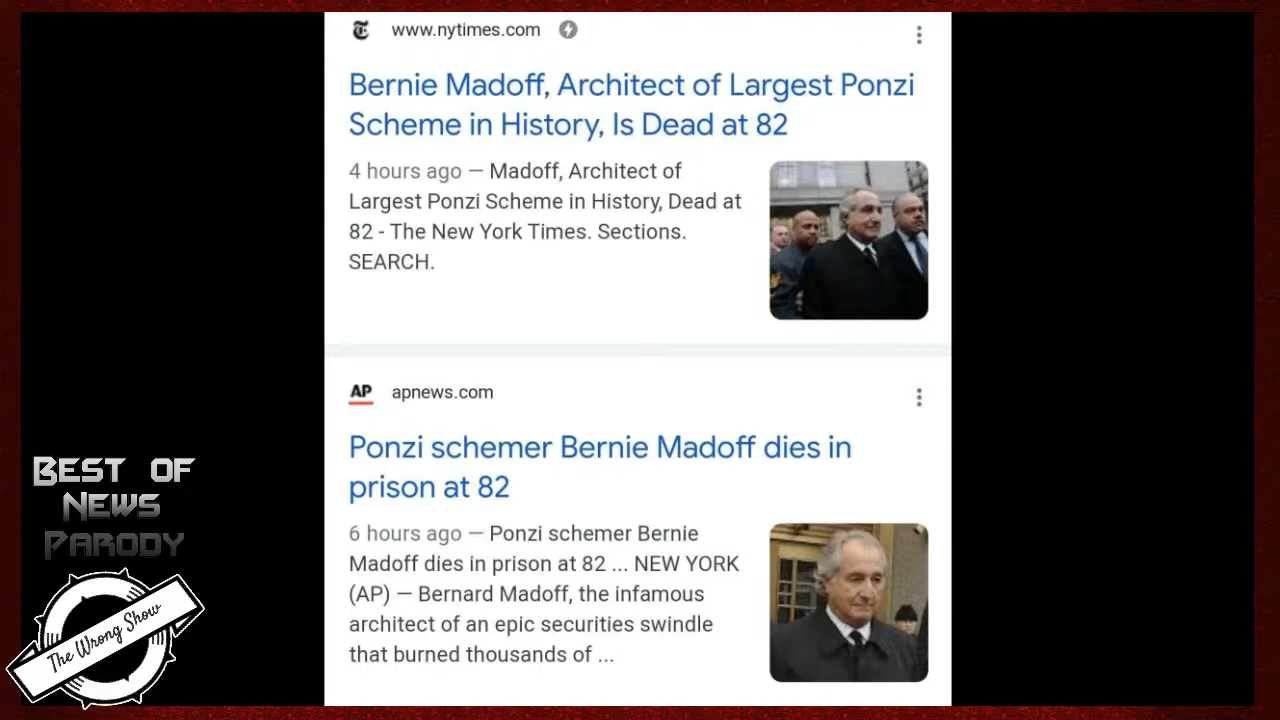 www.nytimes.com
Bernie Madoff, Architect of Largest Ponzi
Scheme in History, Is Dead at 82
4 hours ago — Madoff, Architect of
Largest Ponzi Scheme in History, Dead at
82 - The New York Times. Sections.
SEARCH.
AP apnews.com
Ponzi schemer Bernie Madoff dies in
prison at 82
6 hours ago — Ponzi schemer Bernie
Madoff dies in prison at 82 ... NEW YORK
(AP) — Bernard Madoff, the infamous
architect of an epic securities swindle
that burned thousands of ...
Best of
News
Parody
The Wrong Show